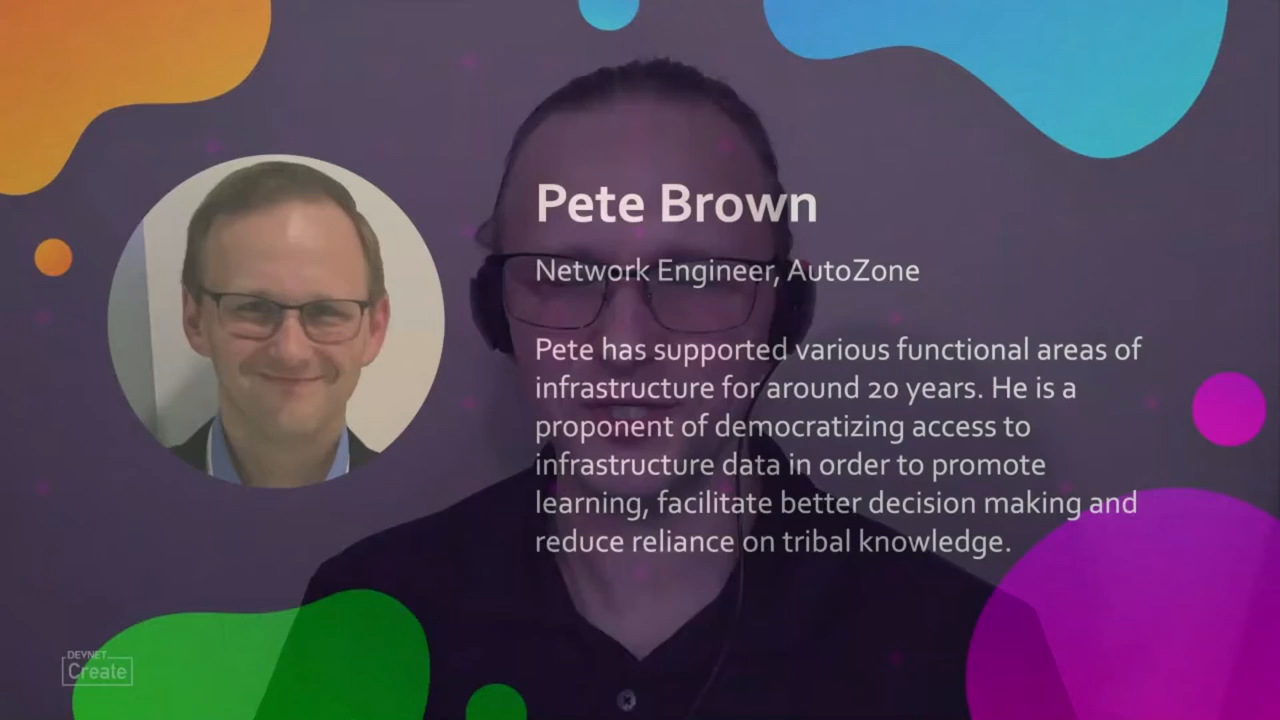 Pete Brown
Network Engineer, AutoZone
Pete has supported various functional areas of
infrastructure for around 20 years. He is a
proponent of democratizing access to
infrastructure data in order to promote
learning, facilitate better decision making and
reduce reliance on tribal knowledge.
DEVNET
Create